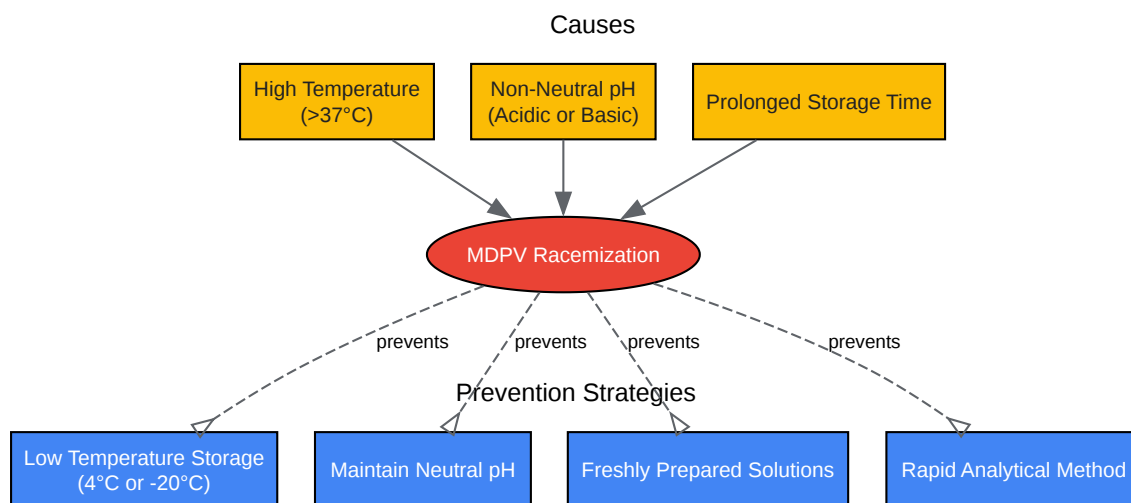 Causes
High Temperature
(>37°C)
Non-Neutral pH
(Acidic or Basic)
Prolonged Storage Time
MDPV Racemization
prevents
prevents
prevents
prevents
Prevention Strategies
Low Temperature Storage
(4°C or -20°C)
Maintain Neutral pH
Freshly Prepared Solutions
Rapid Analytical Method